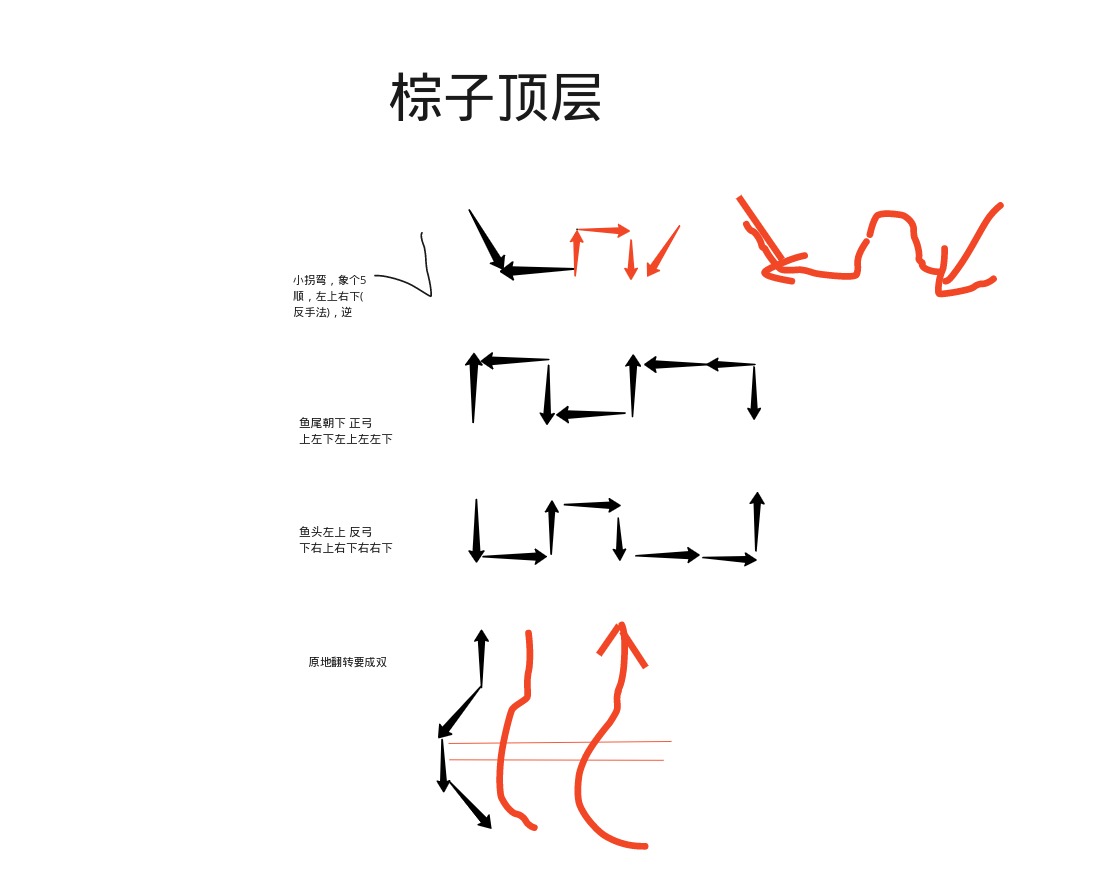 棕子顶层
小拐弯，象个5
顺，左上右下(
反手法)，逆
鱼尾朝下 正弓
上左下左上左左下
鱼头左上 反弓
下右上右下右右下
原地翻转要成双